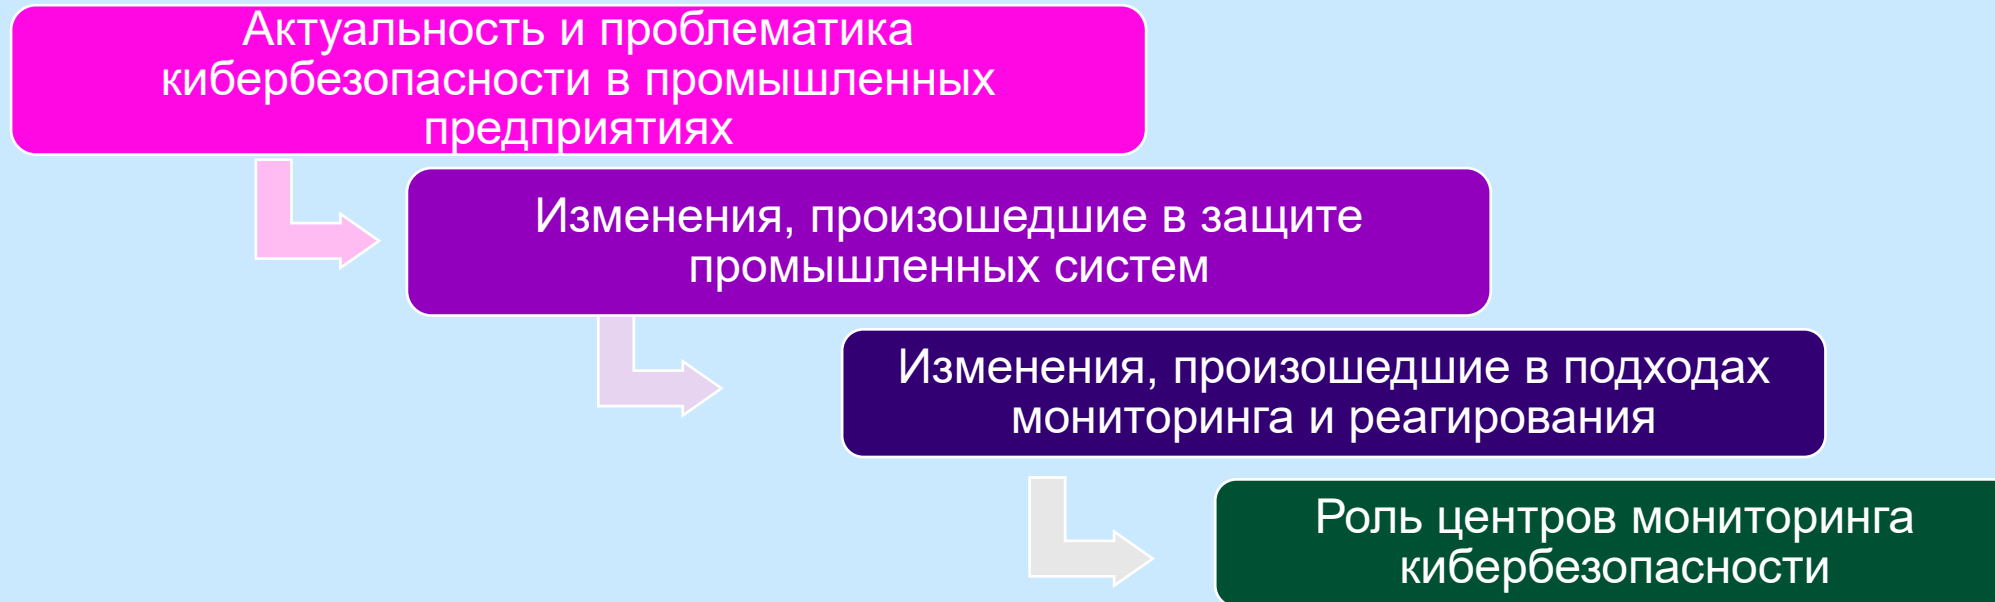 Актуальность и проблематика
кибербезопасности в промышленных
предприятиях
Изменения, произошедшие в защите
промышленных систем
Изменения, произошедшие в подходах
мониторинга и реагирования
Роль центров мониторинга
кибербезопасности